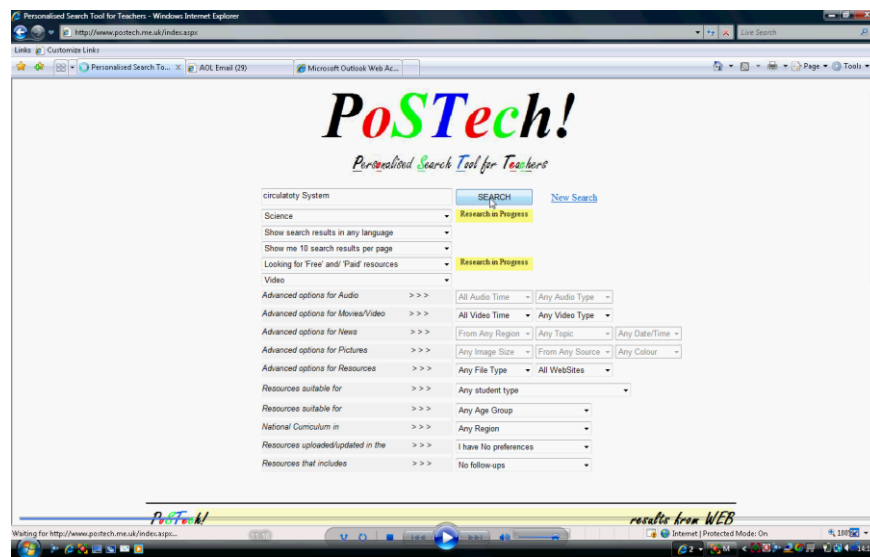 Personalised Search Tool for Teachers - Windows Internet Explorer
http://www.postech.me.uk/index.aspx
Live Search
Links Customize Links
Personalised Search To... AOL Email (29) Microsoft Outlook Web Ac... Page Tools
PoSTech!
Personalised Search Tool for Teachers
circulatoty System SEARCH New Search
Science Research in Progress
Show search results in any language
Show me 10 search results per page
Looking for 'Free' and/ 'Paid' resources Research in Progress
Video
Advanced options for Audio >>> All Audio Time Any Audio Type
Advanced options for Movies/Video >>> All Video Time Any Video Type
Advanced options for News >>> From Any Region Any Topic Any Date/Time
Advanced options for Pictures >>> Any Image Size From Any Source Any Colour
Advanced options for Resources >>> Any File Type All WebSites
Resources suitable for >>> Any student type
Resources suitable for >>> Any Age Group
National Curriculum in >>> Any Region
Resources uploaded/updated in the >>> I have No preferences
Resources that includes >>> No follow-ups
PoSTech! results from WEB
Waiting for http://www.postech.me.uk/index.aspx... Internet | Protected Mode: On